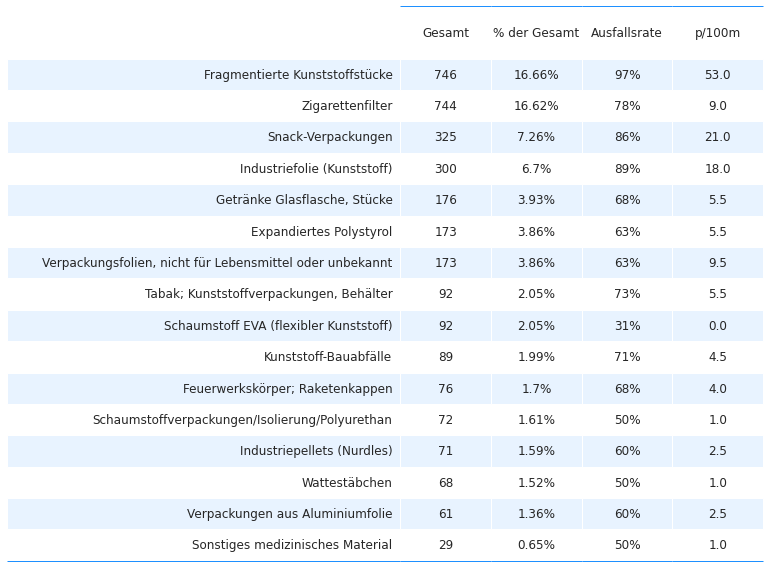 Gesamt % der Gesamt Ausfallsrate p/100m
Fragmentierte Kunststoffstücke 746 16.66% 97% 53.0
Zigarettenfilter 744 16.62% 78% 9.0
Snack-Verpackungen 325 7.26% 86% 21.0
Industriefolie (Kunststoff) 300 6.7% 89% 18.0
Getränke Glasflasche, Stücke 176 3.93% 68% 5.5
Expandiertes Polystyrol 173 3.86% 63% 5.5
Verpackungsfolien, nicht für Lebensmittel oder unbekannt 173 3.86% 63% 9.5
Tabak; Kunststoffverpackungen, Behälter 92 2.05% 73% 5.5
Schaumstoff EVA (flexibler Kunststoff) 92 2.05% 31% 0.0
Kunststoff-Bauabfälle 89 1.99% 71% 4.5
Feuerwerkskörper; Raketenkappen 76 1.7% 68% 4.0
Schaumstoffverpackungen/Isolierung/Polyurethan 72 1.61% 50% 1.0
Industriepellets (Nurdles) 71 1.59% 60% 2.5
Wattestäbchen 68 1.52% 50% 1.0
Verpackungen aus Aluminiumfolie 61 1.36% 60% 2.5
Sonstiges medizinisches Material 29 0.65% 50% 1.0